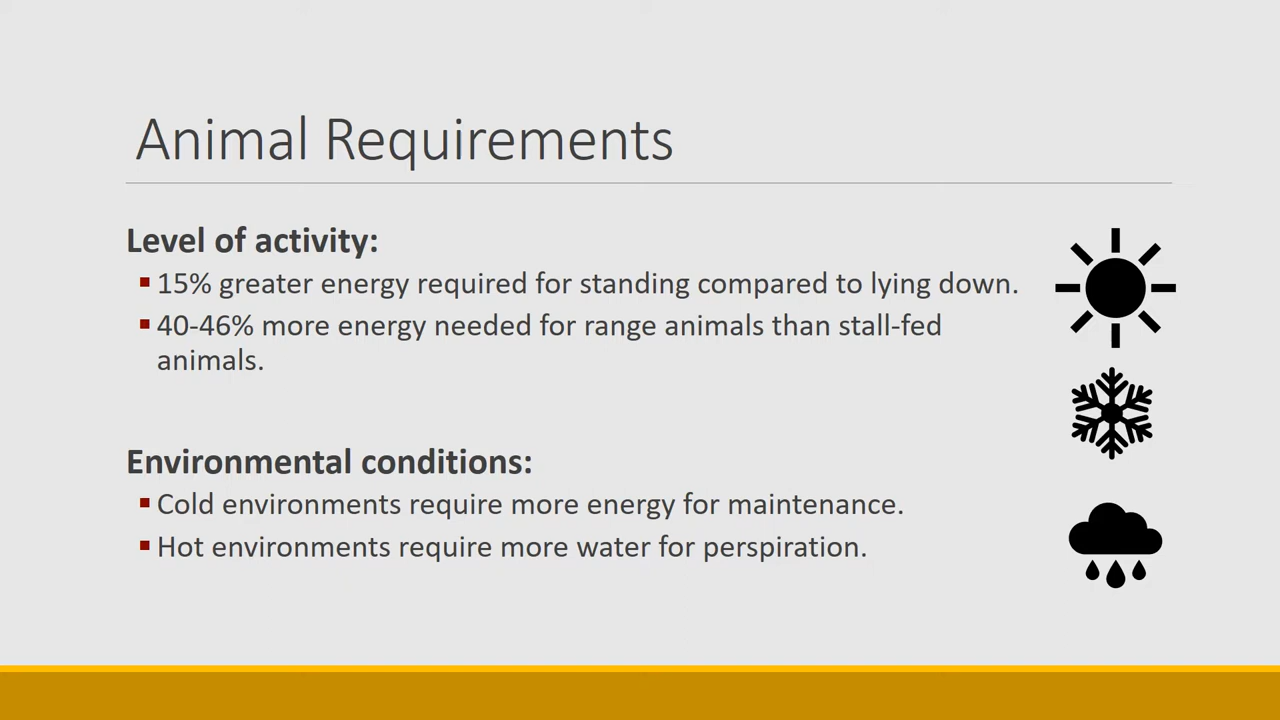 Animal Requirements
Level of activity:
15% greater energy required for standing compared to lying down.
40-46% more energy needed for range animals than stall-fed
animals.
Environmental conditions:
Cold environments require more energy for maintenance.
Hot environments require more water for perspiration.